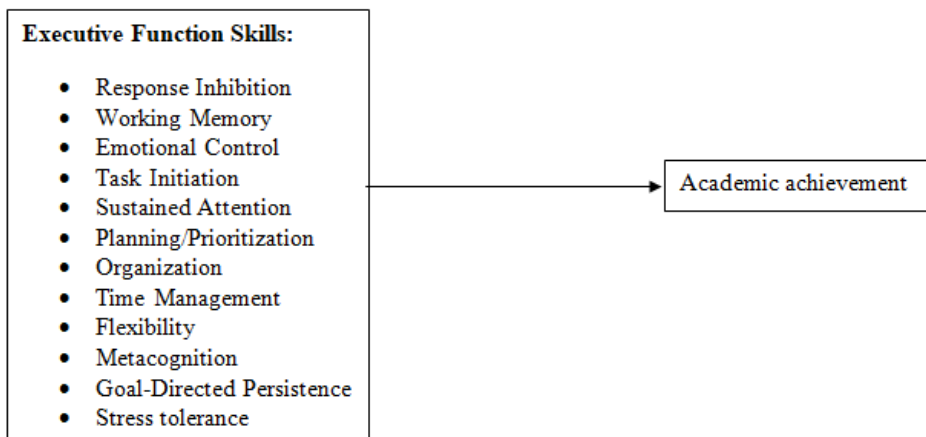 Executive Function Skills:
• Response Inhibition
• Working Memory
• Emotional Control
• Task Initiation
• Sustained Attention
• Planning/Prioritization
• Organization
• Time Management
• Flexibility
• Metacognition
• Goal-Directed Persistence
• Stress tolerance
Academic achievement